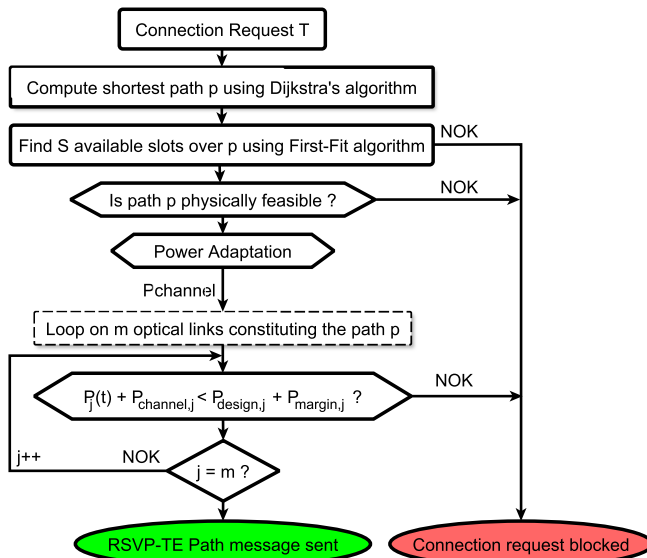 Connection Request T
Compute shortest path p using Dijkstra's algorithm
Find S available slots over p using First-Fit algorithm
NOK
Is path p physically feasible ?
NOK
Power Adaptation
Pchannel
Loop on m optical links constituting the path p
Pj(t) + Pchannel,j < Pdesign,j + Pmargin,j ?
NOK
j++
NOK
j = m ?
RSVP-TE Path message sent
Connection request blocked